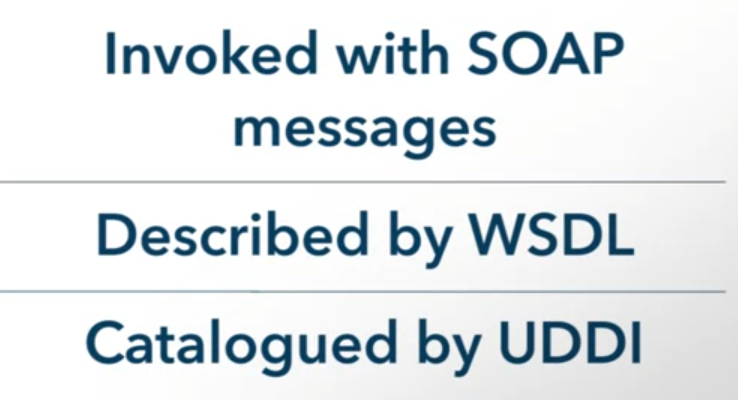 Invoked with SOAP
messages
Described by WSDL
Catalogued by UDDI